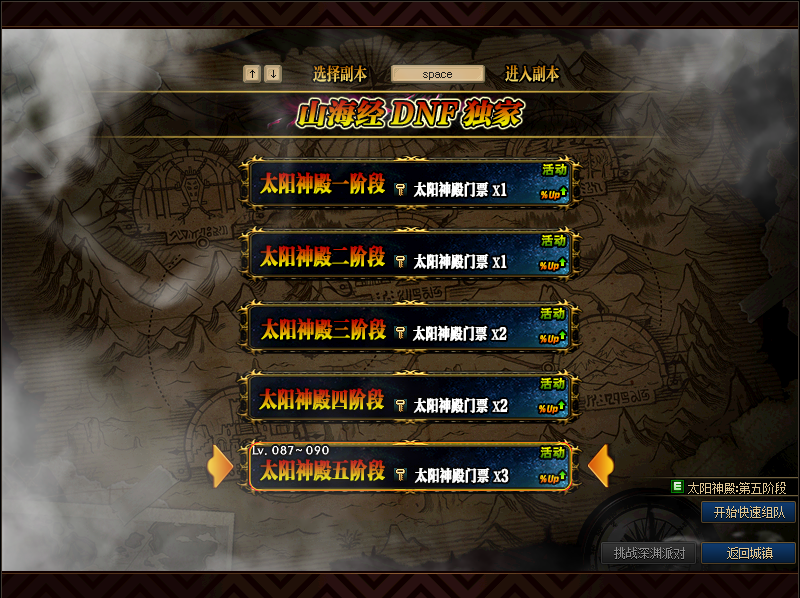 ↑ ↓ 选择副本 space 进入副本
山海经 DNF 独家
太阳神殿一阶段 太阳神殿门票 x1 活动 %Up
太阳神殿二阶段 太阳神殿门票 x1 活动 %Up
太阳神殿三阶段 太阳神殿门票 x2 活动 %Up
太阳神殿四阶段 太阳神殿门票 x2 活动 %Up
Lv. 087~090
太阳神殿五阶段 太阳神殿门票 x3 活动 %Up
E 太阳神殿:第五阶段
开始快速组队
挑战深渊派对 返回城镇